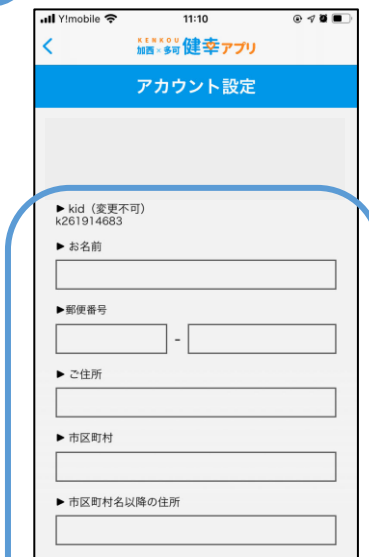 Y!mobile 11:10
KENKOU
加西×多可 健幸アプリ
アカウント設定
▶ kid（変更不可）
k261914683
▶ お名前
▶郵便番号
-
▶ ご住所
▶ 市区町村
▶ 市区町村名以降の住所